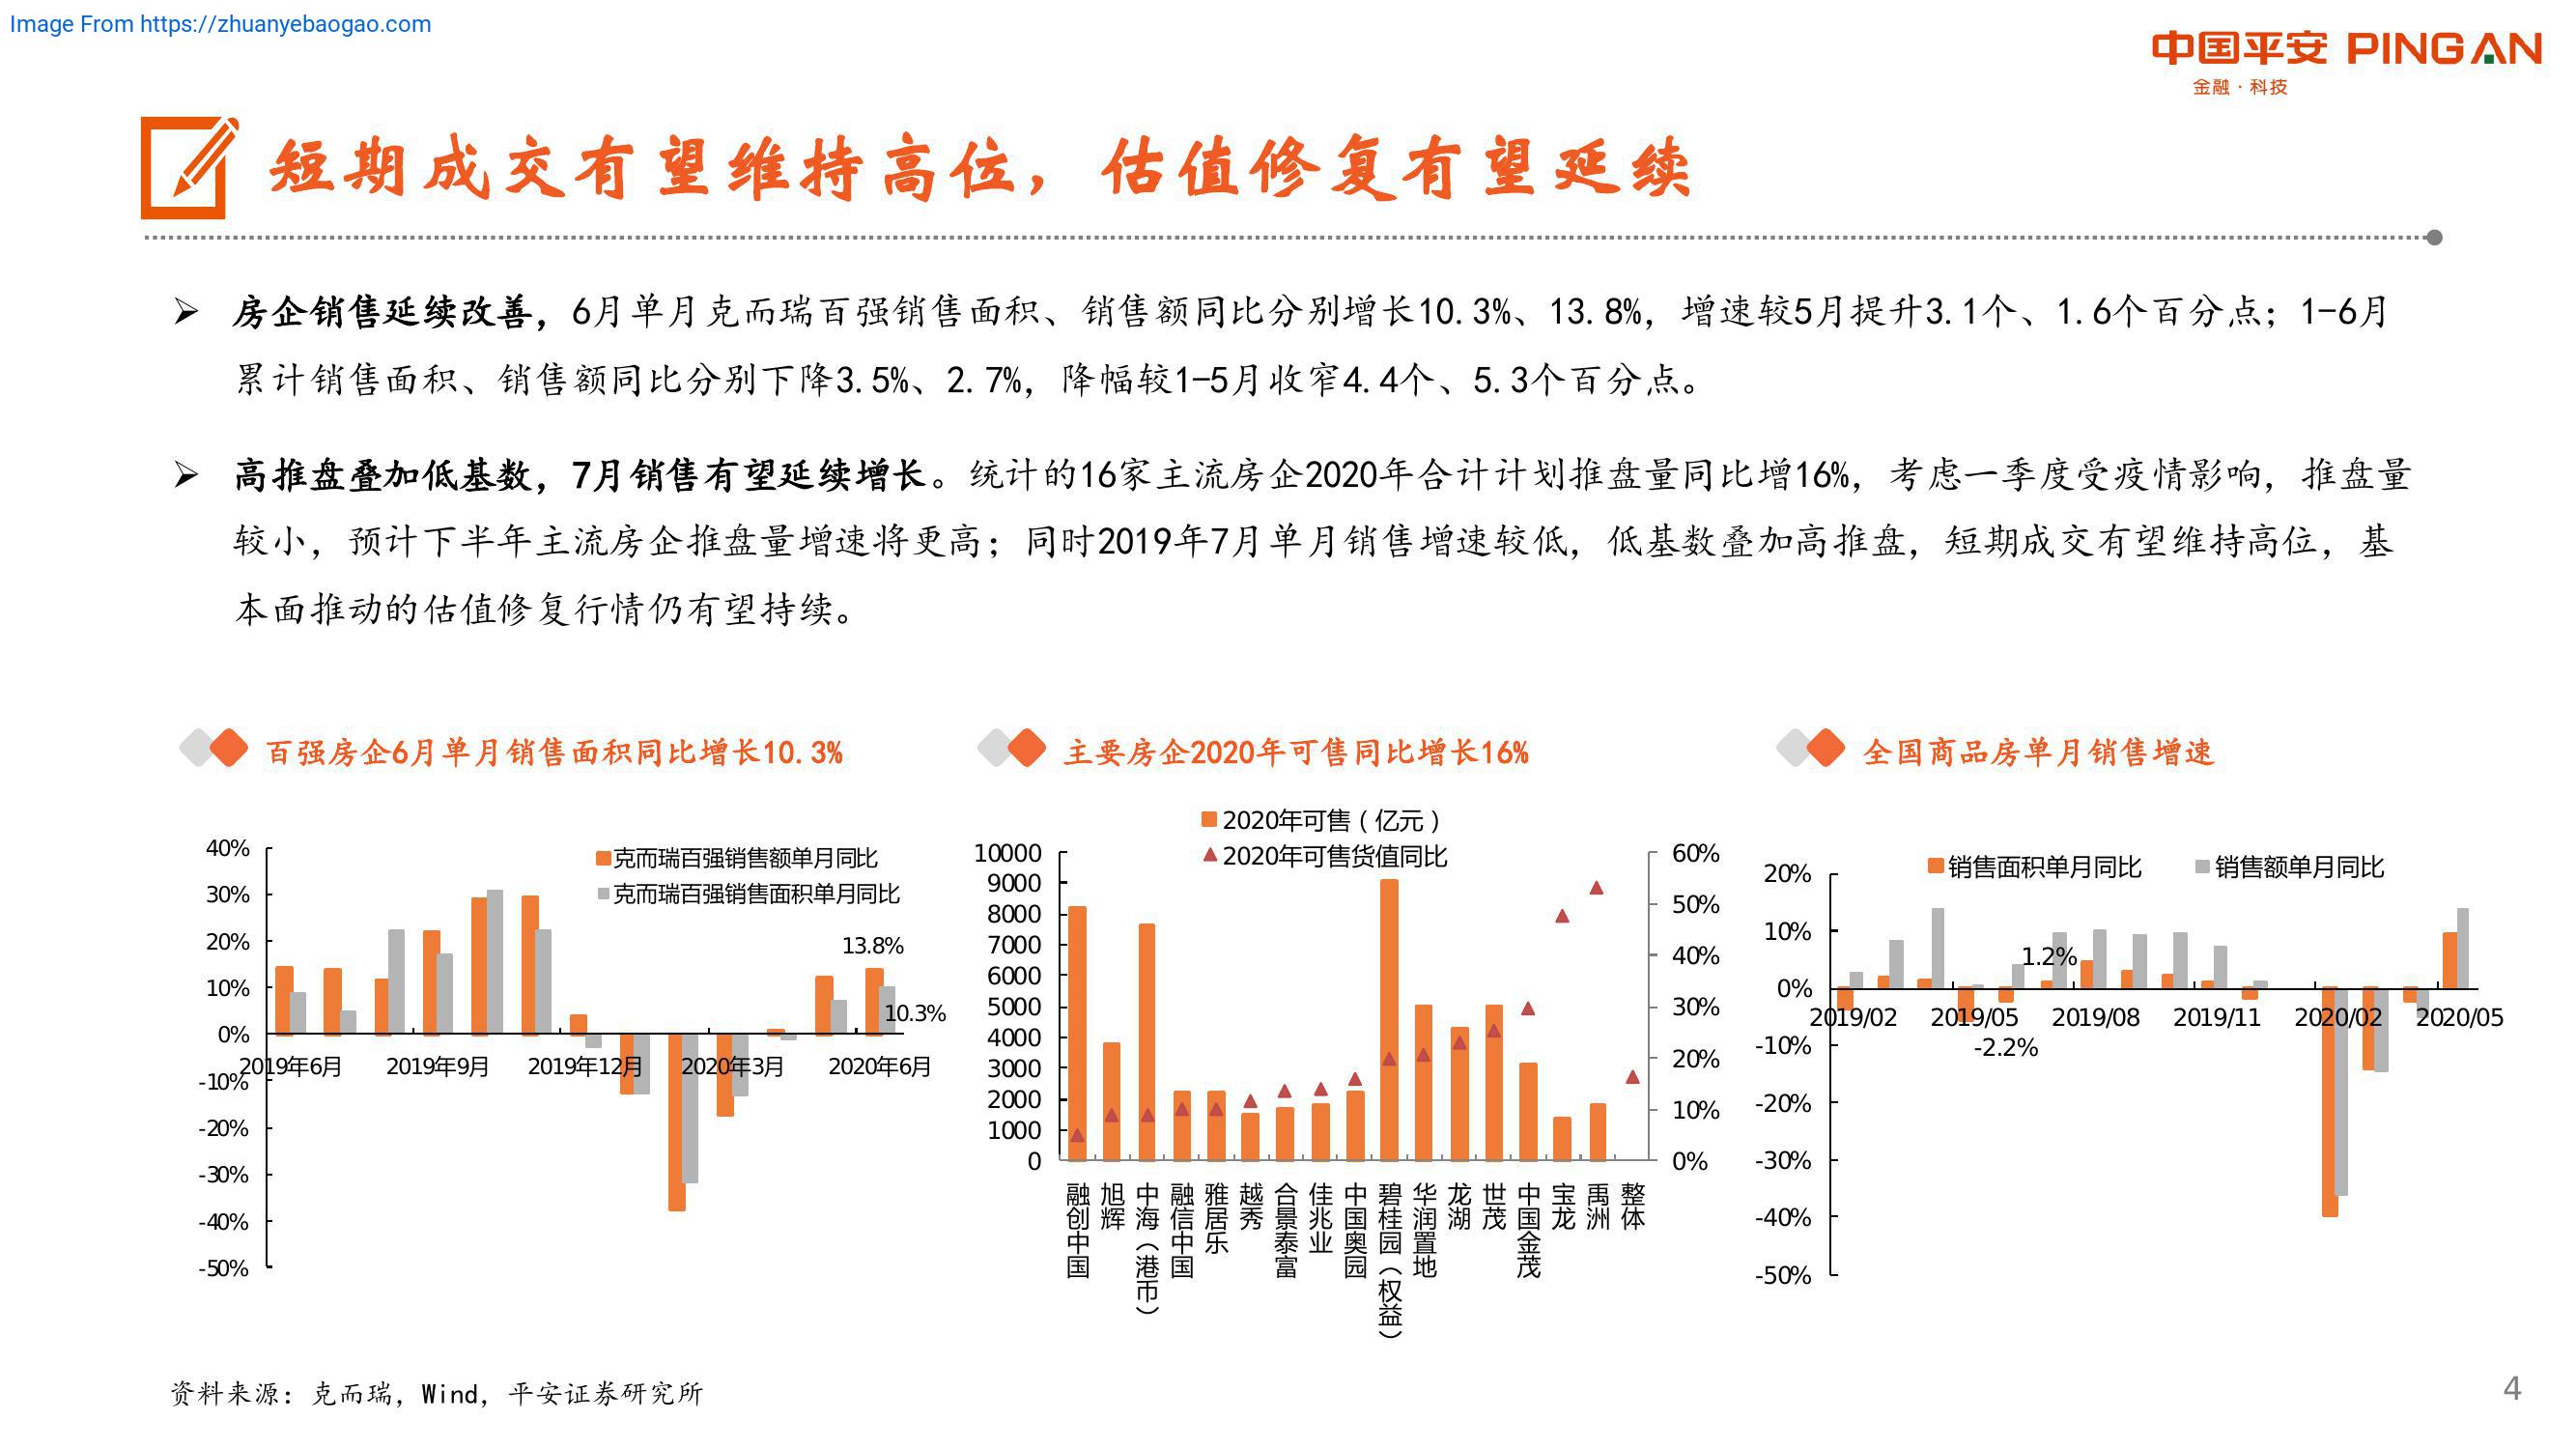 Image From https://zhuanyebaogao.com
中国平安 PINGAN
金融·科技
短期成交有望维持高位，估值修复有望延续
房企销售延续改善，6月单月克而瑞百强销售面积、销售额同比分别增长10.3%、13.8%，增速较5月提升3.1个、1.6个百分点；1-6月
累计销售面积、销售额同比分别下降3.5%、2.7%，降幅较1-5月收窄4.4个、5.3个百分点。
高推盘叠加低基数，7月销售有望延续增长。统计的16家主流房企2020年合计计划推盘量同比增16%，考虑一季度受疫情影响，推盘量
较小，预计下半年主流房企推盘量增速将更高；同时2019年7月单月销售增速较低，低基数叠加高推盘，短期成交有望维持高位，基
本面推动的估值修复行情仍有望持续。
百强房企6月单月销售面积同比增长10.3%
克而瑞百强销售额单月同比
克而瑞百强销售面积单月同比
40%
30%
20%
10%
0%
-10%
-20%
-30%
-40%
-50%
13.8%
10.3%
2019年6月
2019年9月
2019年12月
2020年3月
2020年6月
主要房企2020年可售同比增长16%
2020年可售（亿元）
2020年可售货值同比
10000
9000
8000
7000
6000
5000
4000
3000
2000
1000
0
60%
50%
40%
30%
20%
10%
0%
融创中国
旭辉
中海（港币）
融信中国
雅居乐
越秀
合景泰富
佳兆业
中国奥园
碧桂园（权益）
华润置地
龙湖
世茂
中国金茂
宝龙
禹洲
整体
全国商品房单月销售增速
销售面积单月同比
销售额单月同比
20%
10%
0%
-10%
-20%
-30%
-40%
-50%
1.2%
-2.2%
2019/02
2019/05
2019/08
2019/11
2020/02
2020/05
资料来源：克而瑞，Wind，平安证券研究所
4